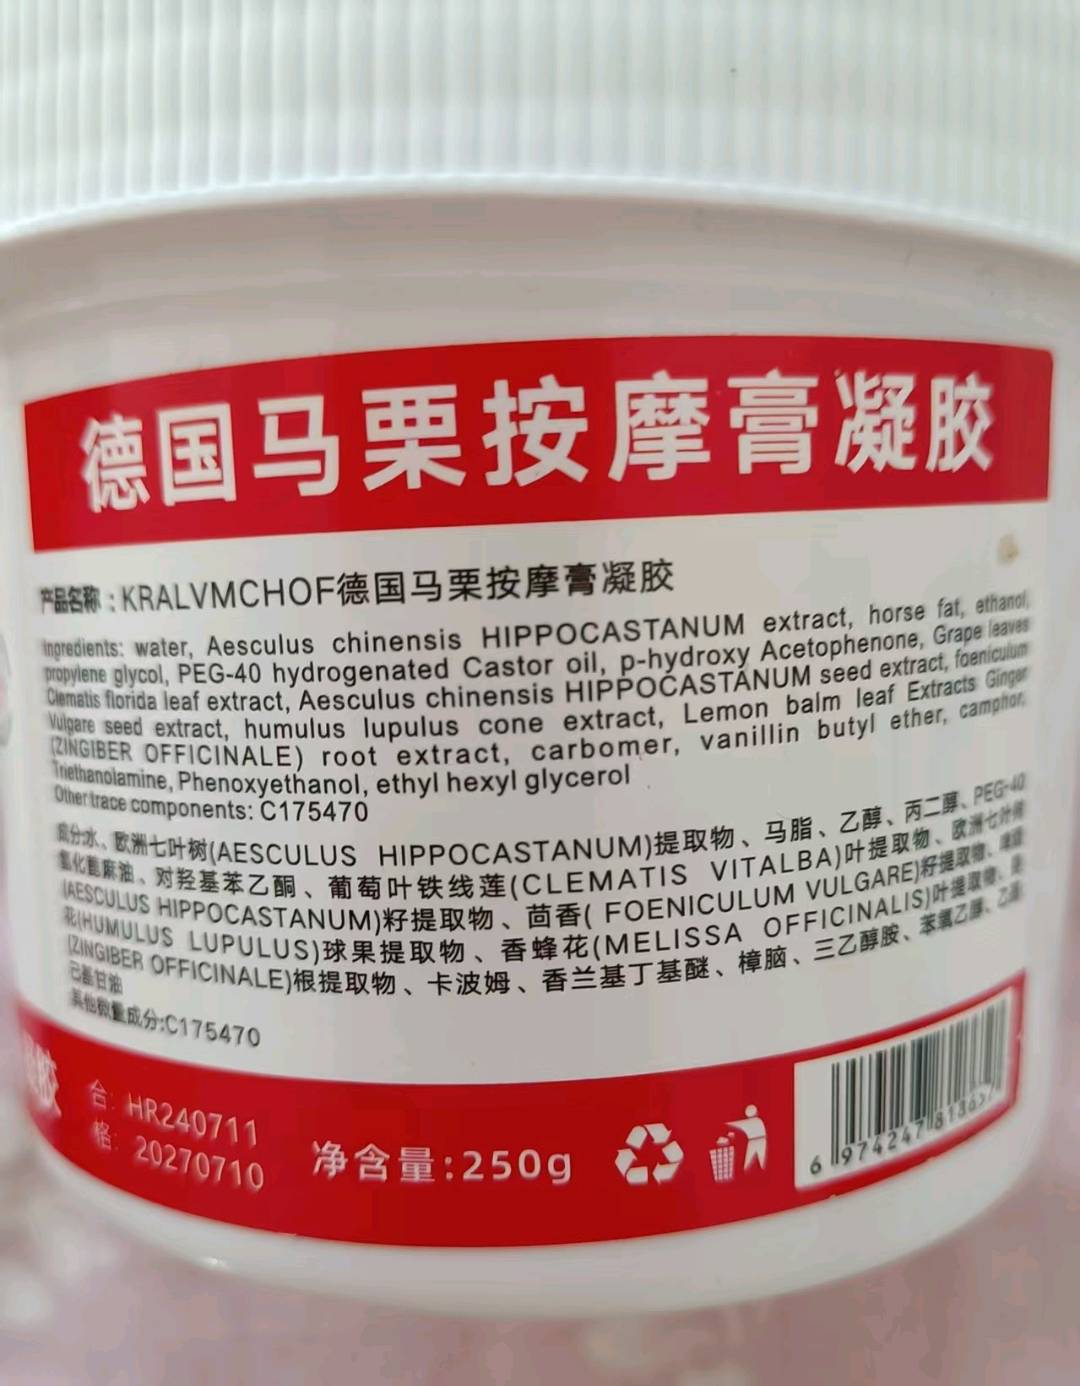 德国马栗按摩膏凝胶
产品名称:KRALVMCHOF德国马栗按摩膏凝胶
Ingredients: water, Aesculus chinensis HIPPOCASTANUM extract, horse fat, ethanol,
propylene glycol, PEG-40 hydrogenated Castor oil, p-hydroxy Acetophenone, Grape leaves
Clematis florida leaf extract, Aesculus chinensis HIPPOCASTANUM seed extract, foeniculum
Vulgare seed extract, humulus lupulus cone extract, Lemon balm leaf Extracts Ginger
(ZINGIBER OFFICINALE) root extract, carbomer, vanillin butyl ether, camphor,
Triethanolamine, Phenoxyethanol, ethyl hexyl glycerol
Other trace components: C175470
成分水、欧洲七叶树(AESCULUS HIPPOCASTANUM)提取物、马脂、乙醇、丙二醇、PEG-40
氢化蓖麻油、对羟基苯乙酮、葡萄叶铁线莲(CLEMATIS VITALBA)叶提取物、欧洲七叶树
(AESCULUS HIPPOCASTANUM)籽提取物、茴香( FOENICULUM VULGARE)籽提取物、啤酒
花(HUMULUS LUPULUS)球果提取物、香蜂花(MELISSA OFFICINALIS)叶提取物、姜
(ZINGIBER OFFICINALE)根提取物、卡波姆、香兰基丁基醚、樟脑、三乙醇胺、苯氧乙醇、乙基
己基甘油
其他微量成分:C175470
胶
合: HR240711
格: 20270710
净含量:250g